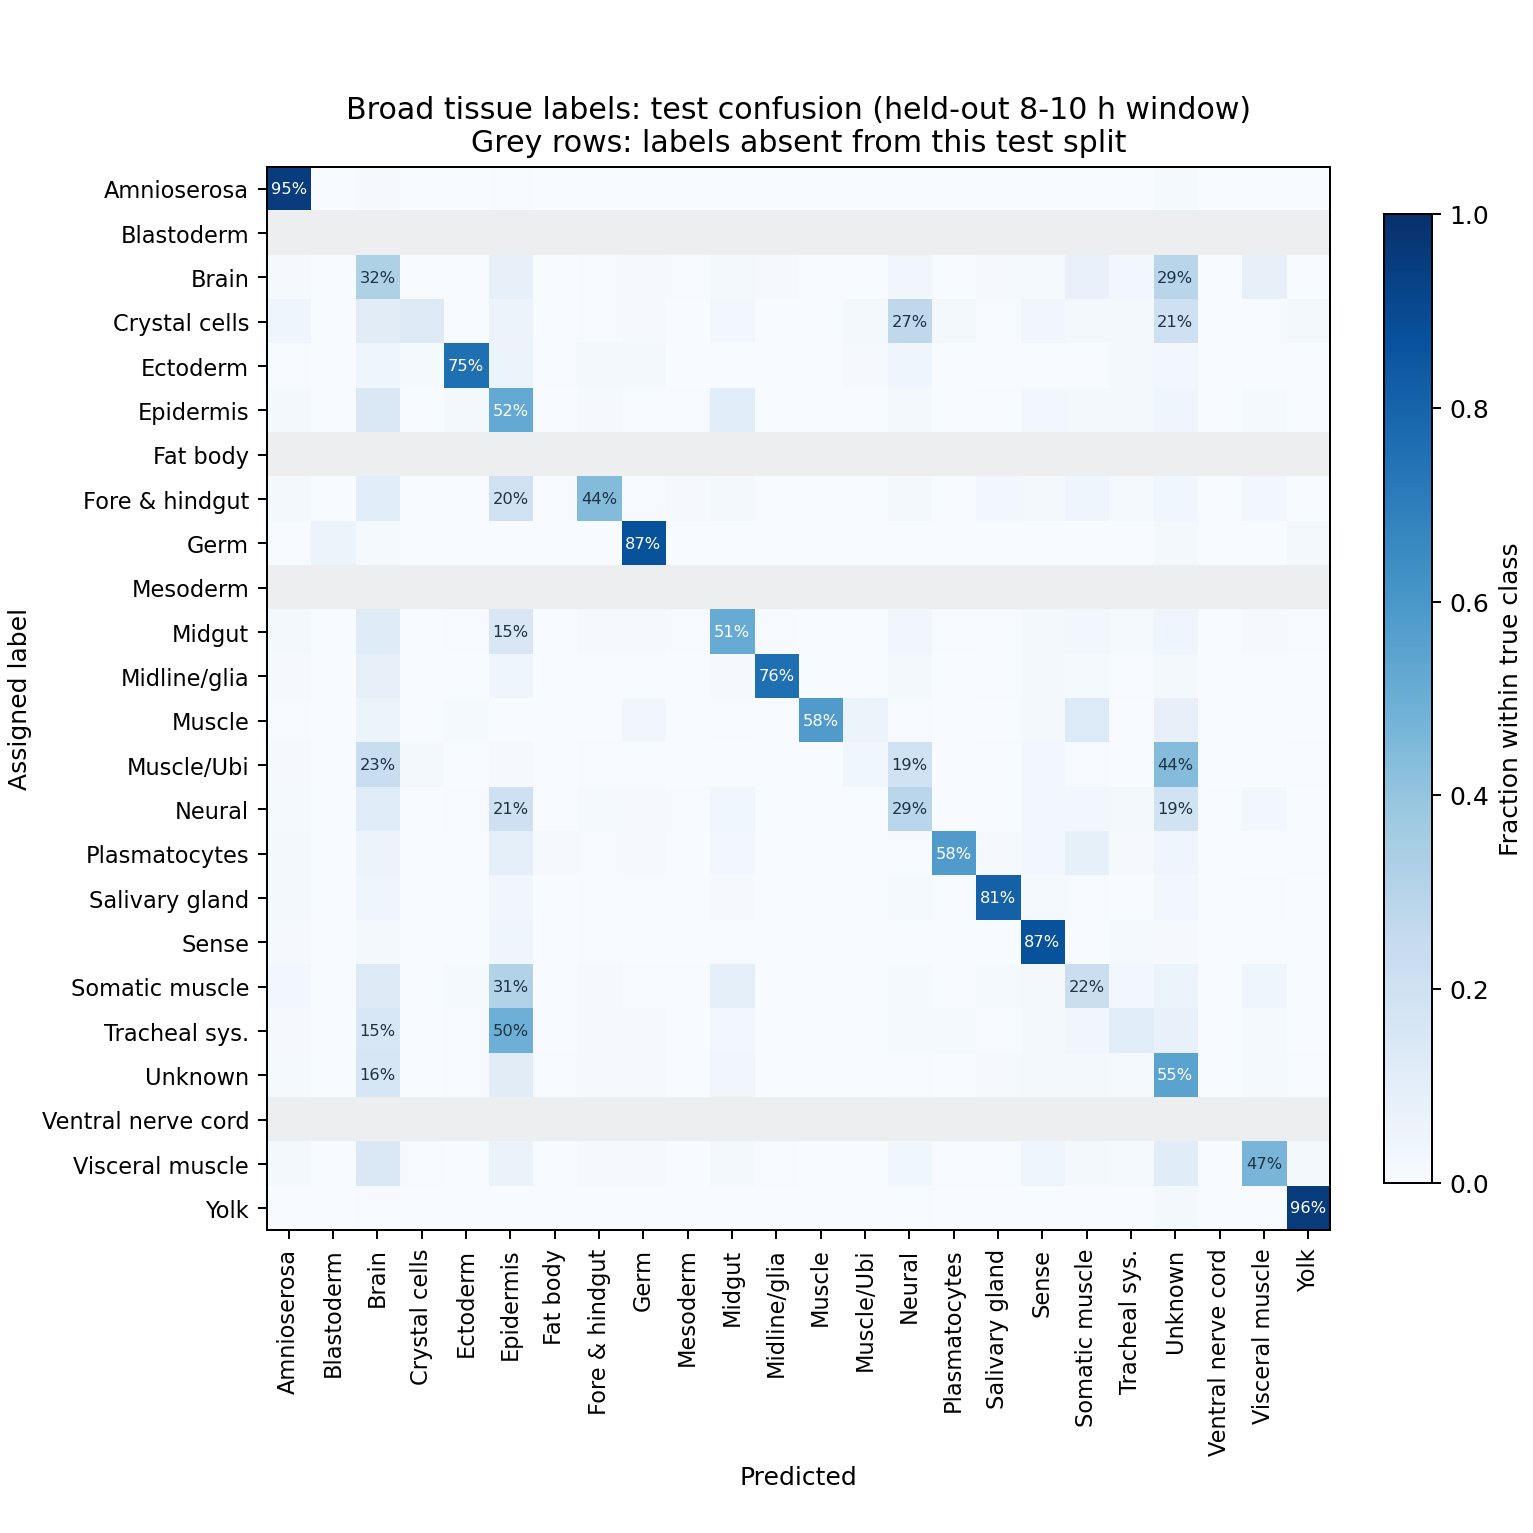 Broad tissue labels: test confusion (held-out 8-10 h window)
Grey rows: labels absent from this test split
Assigned label
Amnioserosa 95%
Blastoderm
Brain 32% 29%
Crystal cells 27% 21%
Ectoderm 75%
Epidermis 52%
Fat body
Fore & hindgut 20% 44%
Germ 87%
Mesoderm
Midgut 15% 51%
Midline/glia 76%
Muscle 58%
Muscle/Ubi 23% 19% 44%
Neural 21% 29% 19%
Plasmatocytes 58%
Salivary gland 81%
Sense 87%
Somatic muscle 31% 22%
Tracheal sys. 15% 50%
Unknown 16% 55%
Ventral nerve cord
Visceral muscle 47%
Yolk 96%
Amnioserosa
Blastoderm
Brain
Crystal cells
Ectoderm
Epidermis
Fat body
Fore & hindgut
Germ
Mesoderm
Midgut
Midline/glia
Muscle
Muscle/Ubi
Neural
Plasmatocytes
Salivary gland
Sense
Somatic muscle
Tracheal sys.
Unknown
Ventral nerve cord
Visceral muscle
Yolk
Predicted
1.0
0.8
0.6
0.4
0.2
0.0
Fraction within true class